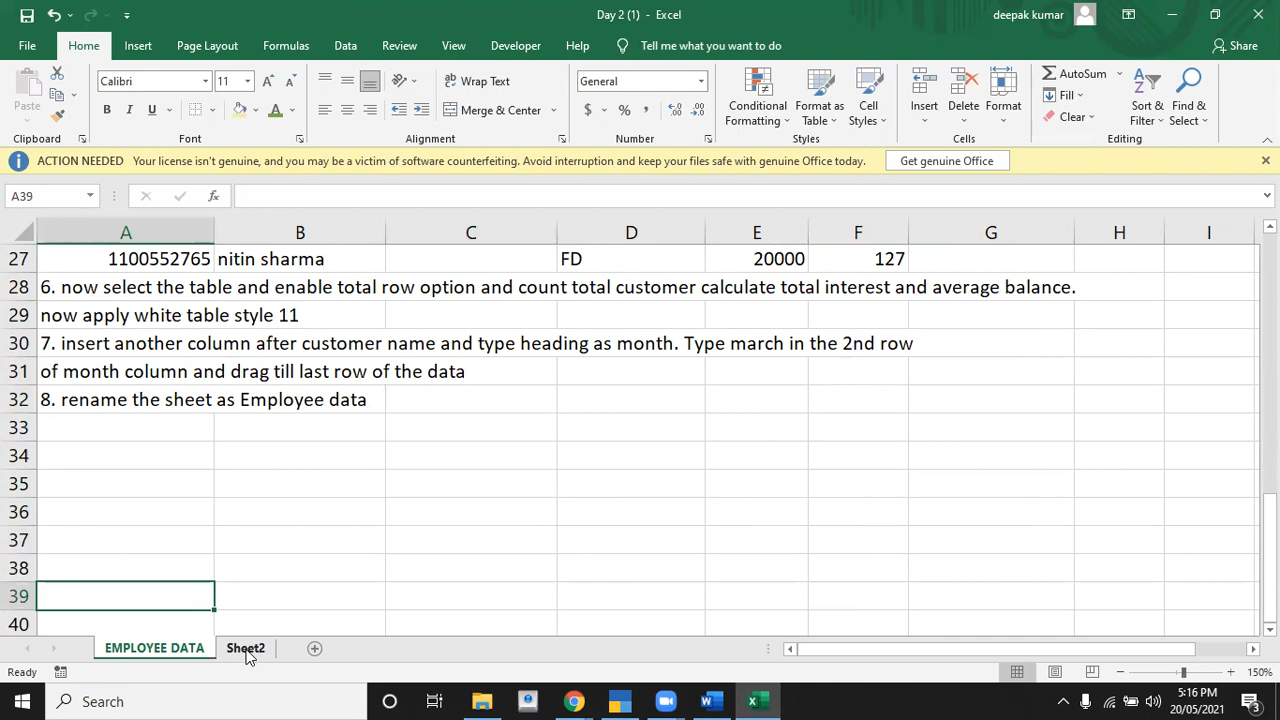 Day 2 (1) - Excel
deepak kumar
File Home Insert Page Layout Formulas Data Review View Developer Help Tell me what you want to do Share
Paste
Clipboard
Calibri 11
B I U A
Font
Wrap Text
Merge & Center
Alignment
General
$ % ,
Number
Conditional Formatting
Format as Table
Cell Styles
Styles
Insert Delete Format
Cells
AutoSum
Fill
Clear
Sort & Filter
Find & Select
Editing
ACTION NEEDED Your license isn't genuine, and you may be a victim of software counterfeiting. Avoid interruption and keep your files safe with genuine Office today. Get genuine Office
A39 fx
A B C D E F G H I
27 1100552765 nitin sharma FD 20000 127
28 6. now select the table and enable total row option and count total customer calculate total interest and average balance.
29 now apply white table style 11
30 7. insert another column after customer name and type heading as month. Type march in the 2nd row
31 of month column and drag till last row of the data
32 8. rename the sheet as Employee data
33
34
35
36
37
38
39
40
EMPLOYEE DATA Sheet2
Ready 150%
Search
5:16 PM
20/05/2021
3